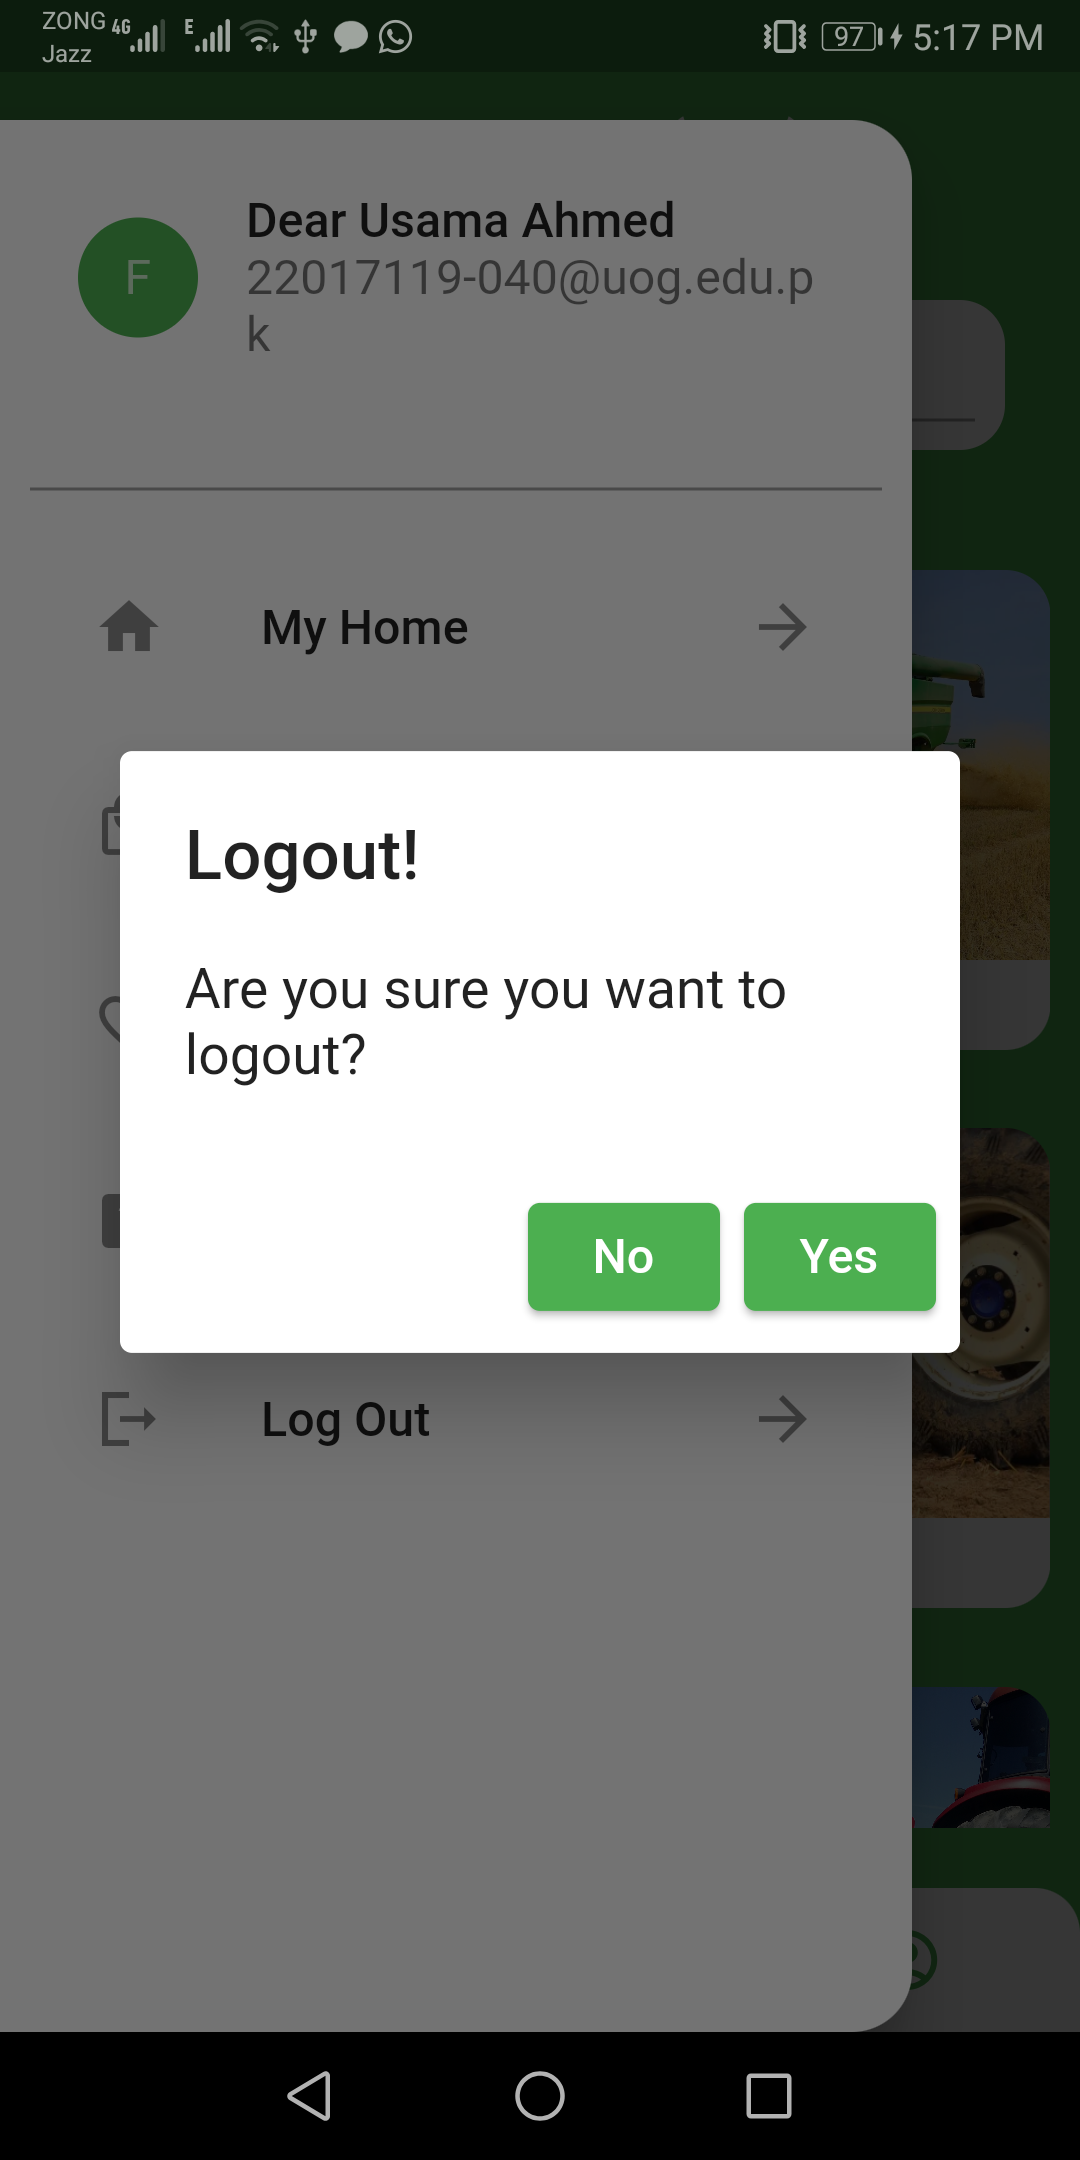 ZONG 4G E 97 5:17 PM
Jazz
Dear Usama Ahmed
F
22017119-040@uog.edu.p
k
My Home
Logout!
Are you sure you want to
logout?
No Yes
Log Out